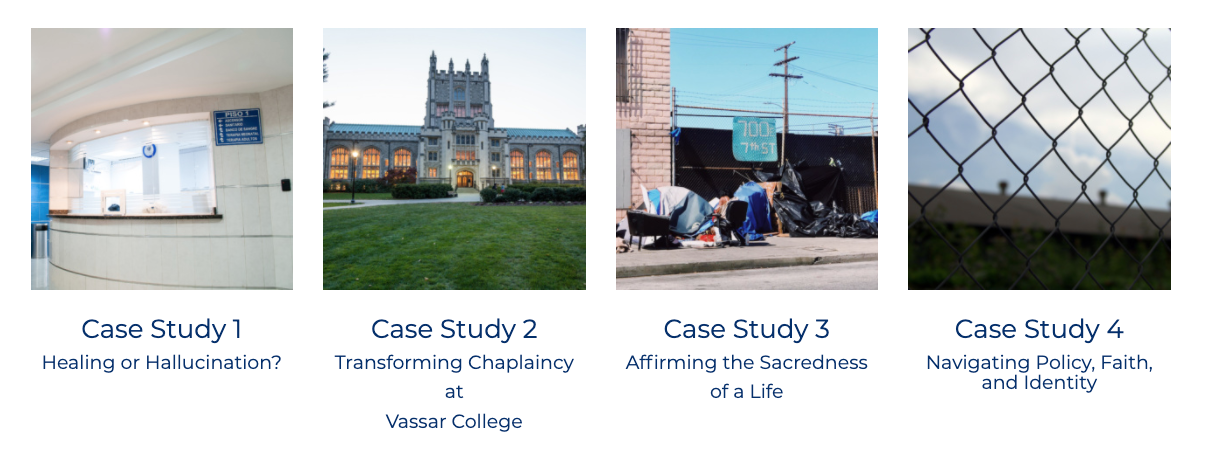 PISO 1
700
7th ST
Case Study 1
Healing or Hallucination?
Case Study 2
Transforming Chaplaincy
at
Vassar College
Case Study 3
Affirming the Sacredness
of a Life
Case Study 4
Navigating Policy, Faith,
and Identity